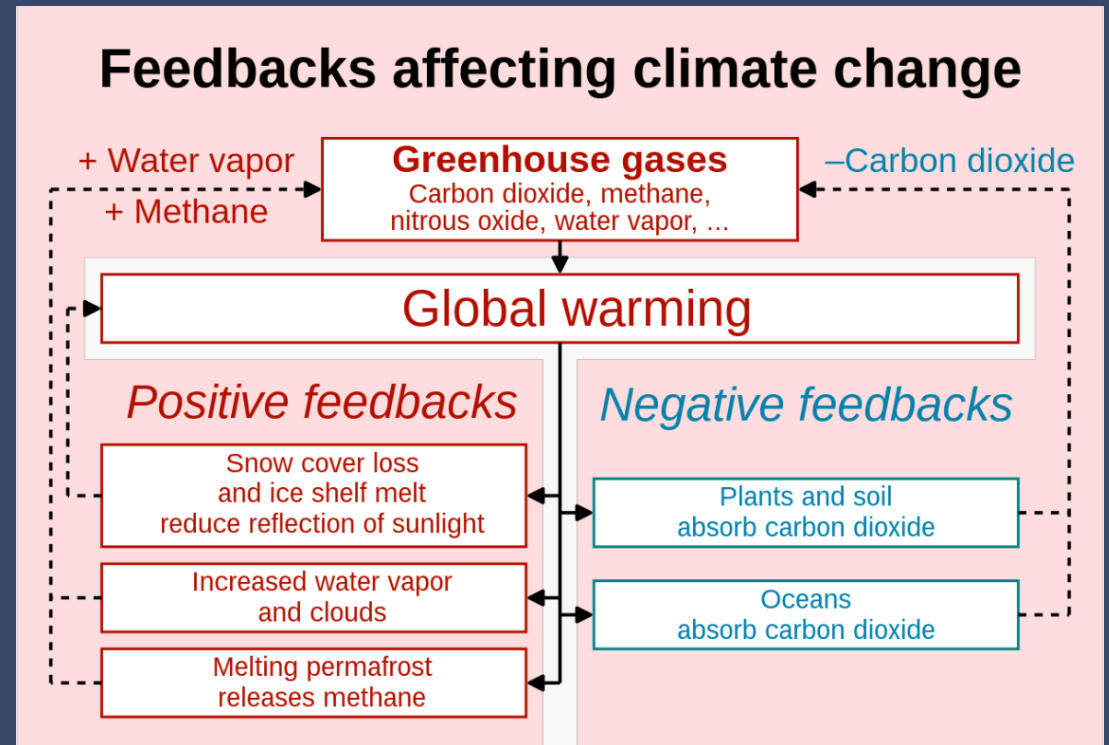 Feedbacks affecting climate change
+ Water vapor
+ Methane
Greenhouse gases
Carbon dioxide, methane,
nitrous oxide, water vapor, ...
–Carbon dioxide
Global warming
Positive feedbacks
Snow cover loss
and ice shelf melt
reduce reflection of sunlight
Increased water vapor
and clouds
Melting permafrost
releases methane
Negative feedbacks
Plants and soil
absorb carbon dioxide
Oceans
absorb carbon dioxide